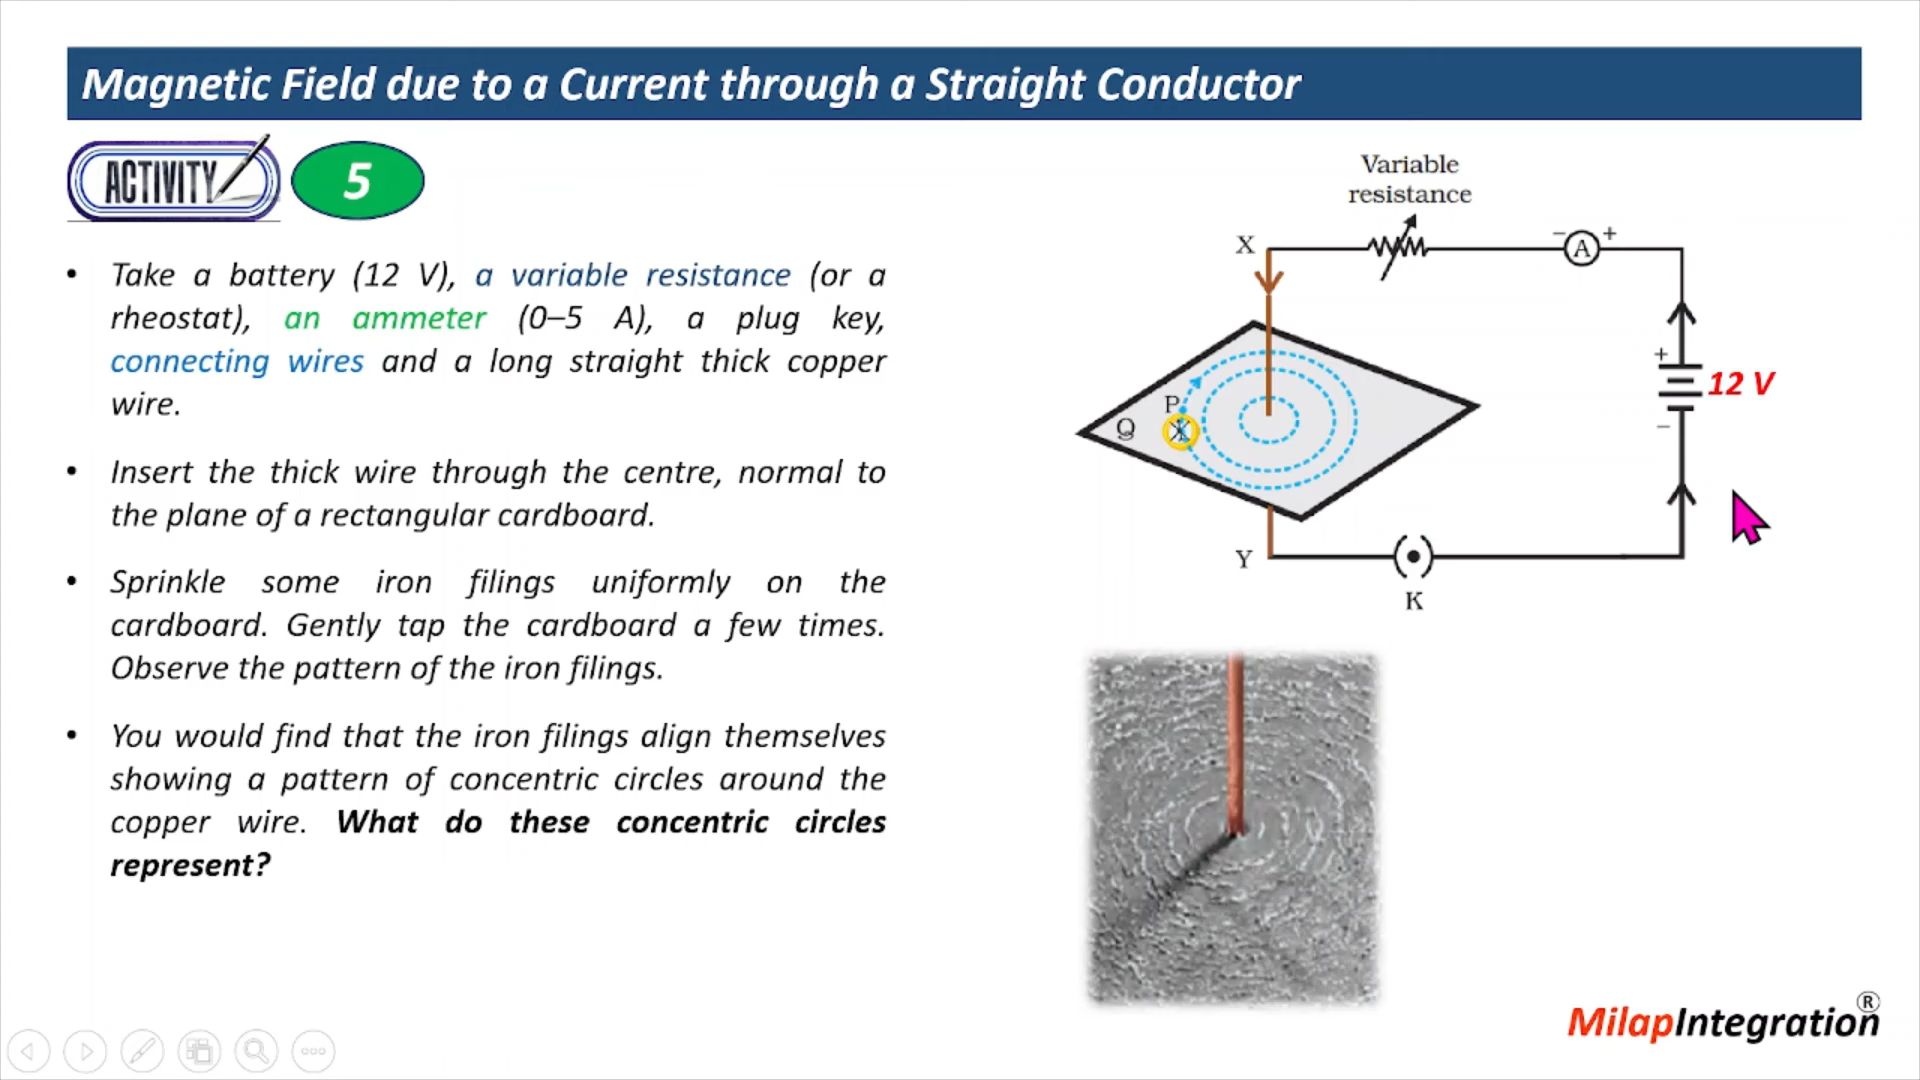 Magnetic Field due to a Current through a Straight Conductor
ACTIVITY 5
• Take a battery (12 V), a variable resistance (or a
rheostat), an ammeter (0–5 A), a plug key,
connecting wires and a long straight thick copper
wire.
• Insert the thick wire through the centre, normal to
the plane of a rectangular cardboard.
• Sprinkle some iron filings uniformly on the
cardboard. Gently tap the cardboard a few times.
Observe the pattern of the iron filings.
• You would find that the iron filings align themselves
showing a pattern of concentric circles around the
copper wire. What do these concentric circles
represent?
Variable
resistance
X
− A +
+
12 V
−
P
Q
Y
K
MilapIntegration®